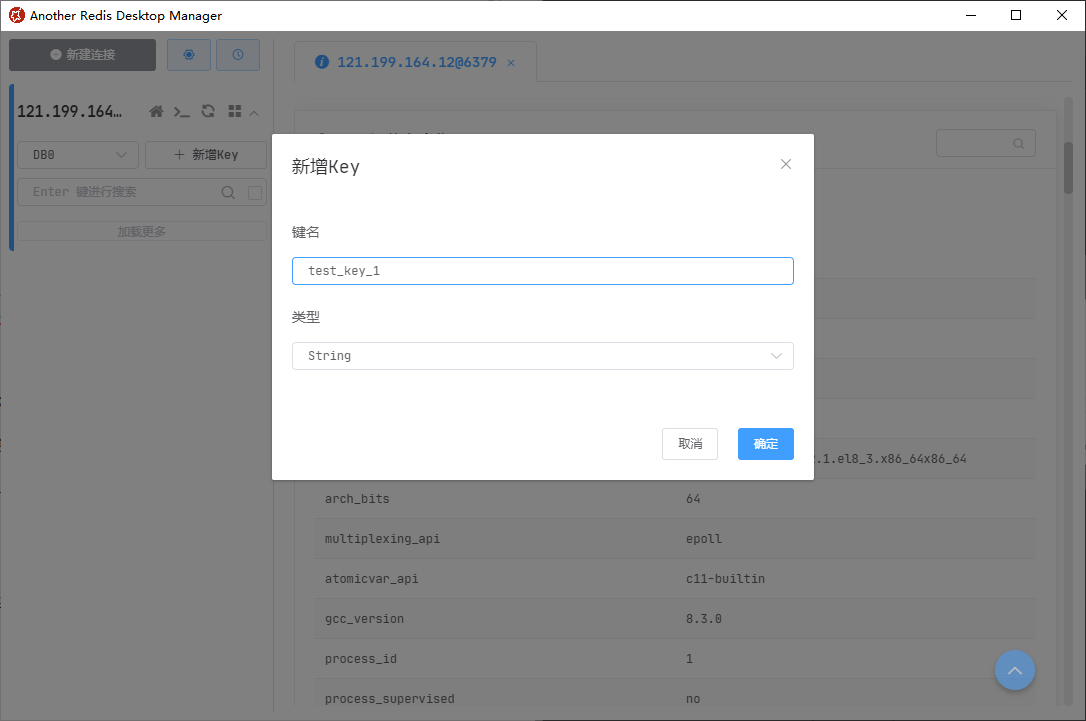 Another Redis Desktop Manager
新建连接
121.199.164.12@6379
121.199.164…
DB0
新增Key
Enter 键进行搜索
加载更多
新增Key
键名
test_key_1
类型
String
取消
确定
.1.el8_3.x86_64x86_64
arch_bits 64
multiplexing_api epoll
atomicvar_api c11-builtin
gcc_version 8.3.0
process_id 1
process_supervised no